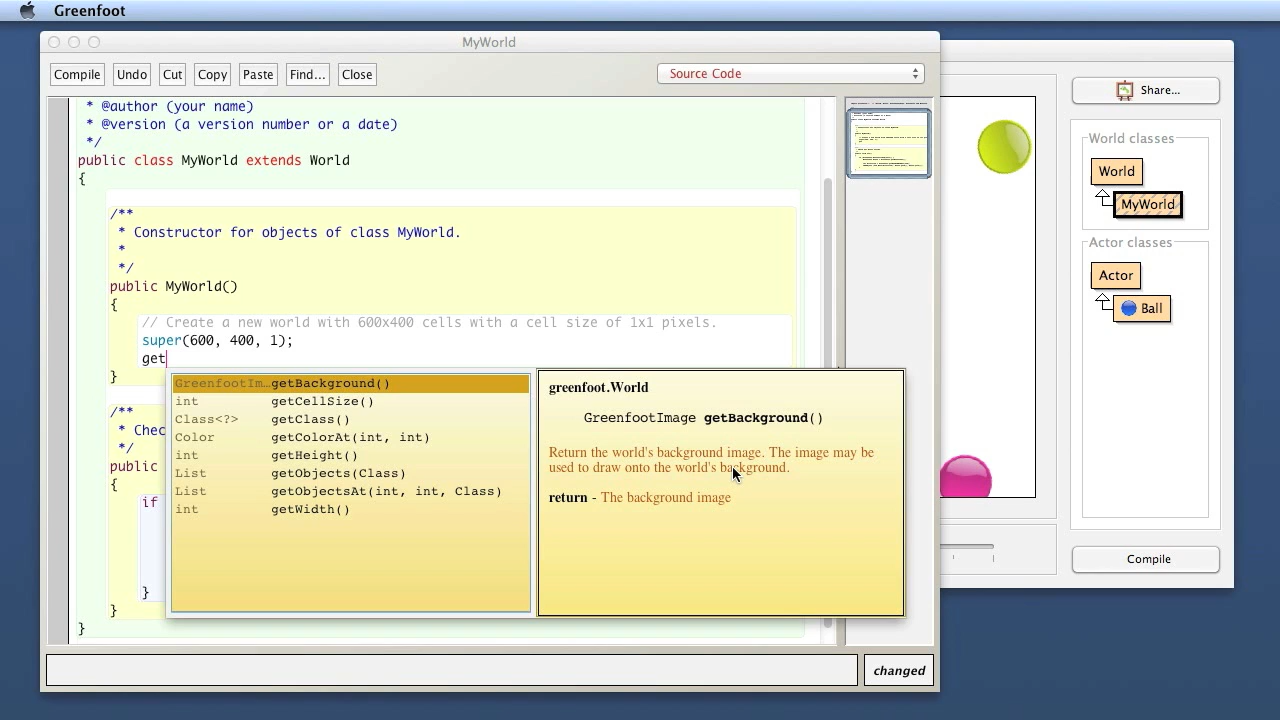 Greenfoot
MyWorld
Compile Undo Cut Copy Paste Find... Close
Source Code
* @author (your name)
* @version (a version number or a date)
*/
public class MyWorld extends World
{
/**
* Constructor for objects of class MyWorld.
*
*/
public MyWorld()
{
// Create a new world with 600x400 cells with a cell size of 1x1 pixels.
super(600, 400, 1);
get
}
/**
* Chec
*/
public
{
if
}
}
}
GreenfootIm... getBackground()
int getCellSize()
Class<?> getClass()
Color getColorAt(int, int)
int getHeight()
List getObjects(Class)
List getObjectsAt(int, int, Class)
int getWidth()
greenfoot.World
GreenfootImage getBackground()
Return the world's background image. The image may be
used to draw onto the world's background.
return - The background image
changed
Share...
World classes
World
MyWorld
Actor classes
Actor
Ball
Compile